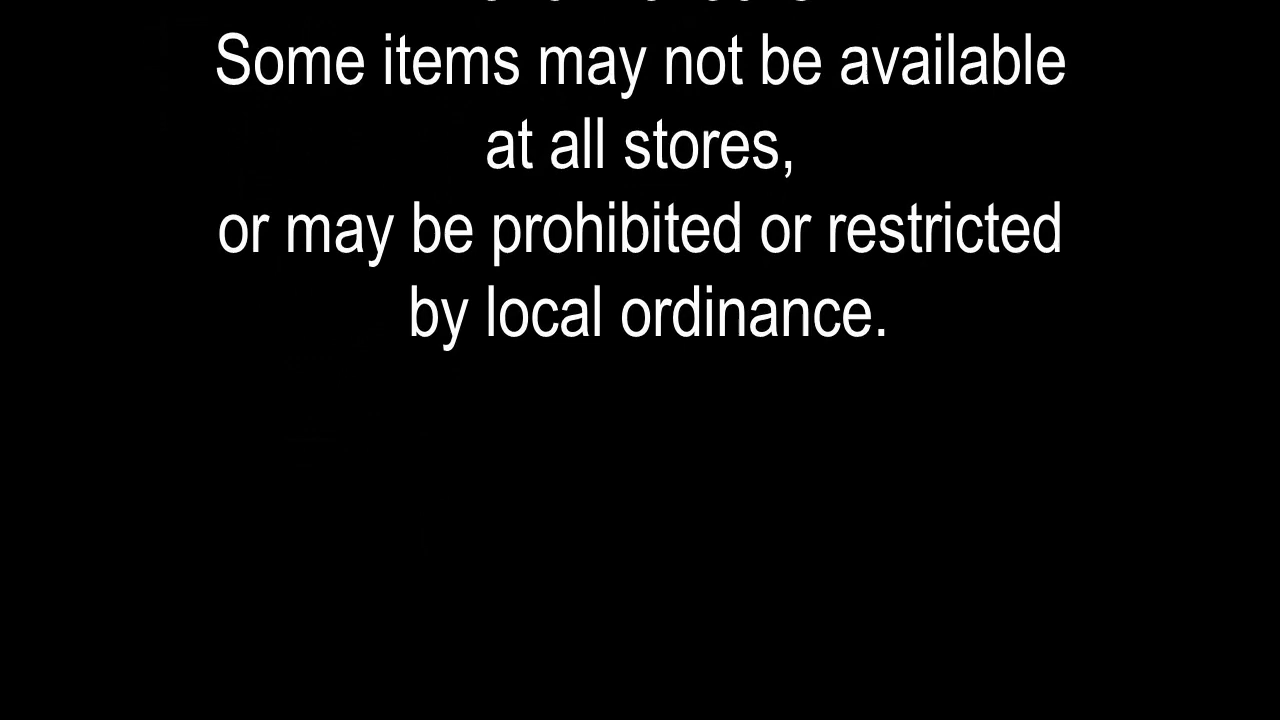 Some items may not be available
at all stores,
or may be prohibited or restricted
by local ordinance.